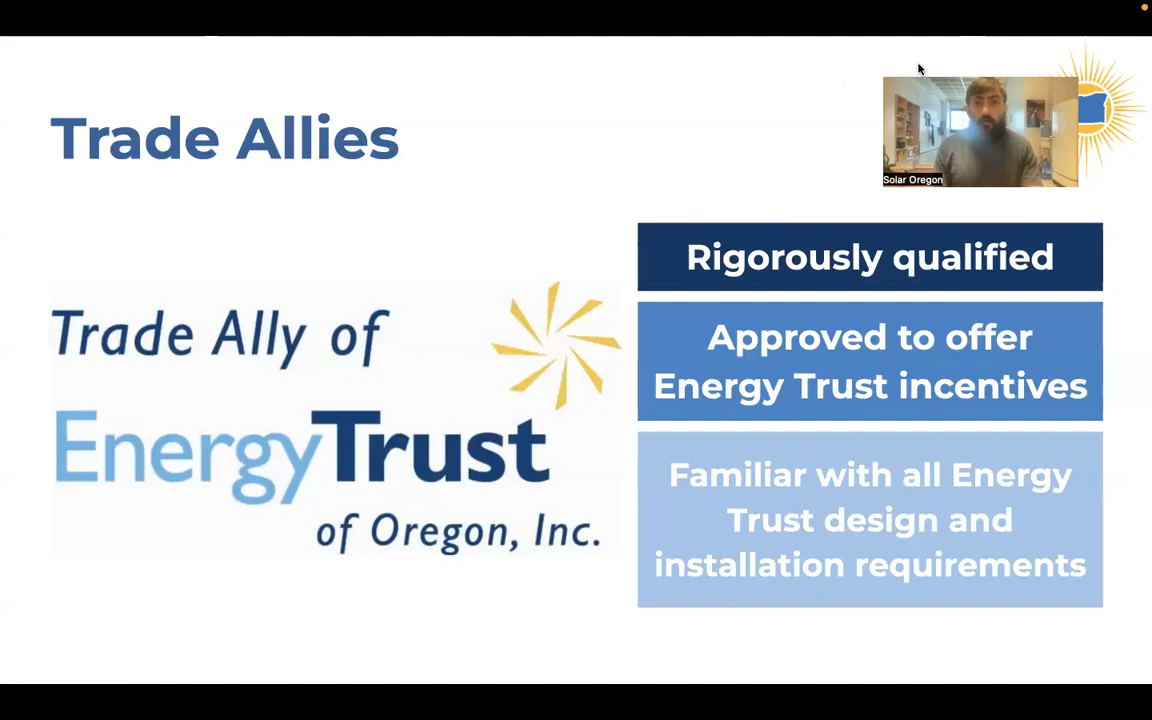 Trade Allies
Solar Oregon
Trade Ally of
EnergyTrust
of Oregon, Inc.
Rigorously qualified
Approved to offer
Energy Trust incentives
Familiar with all Energy
Trust design and
installation requirements